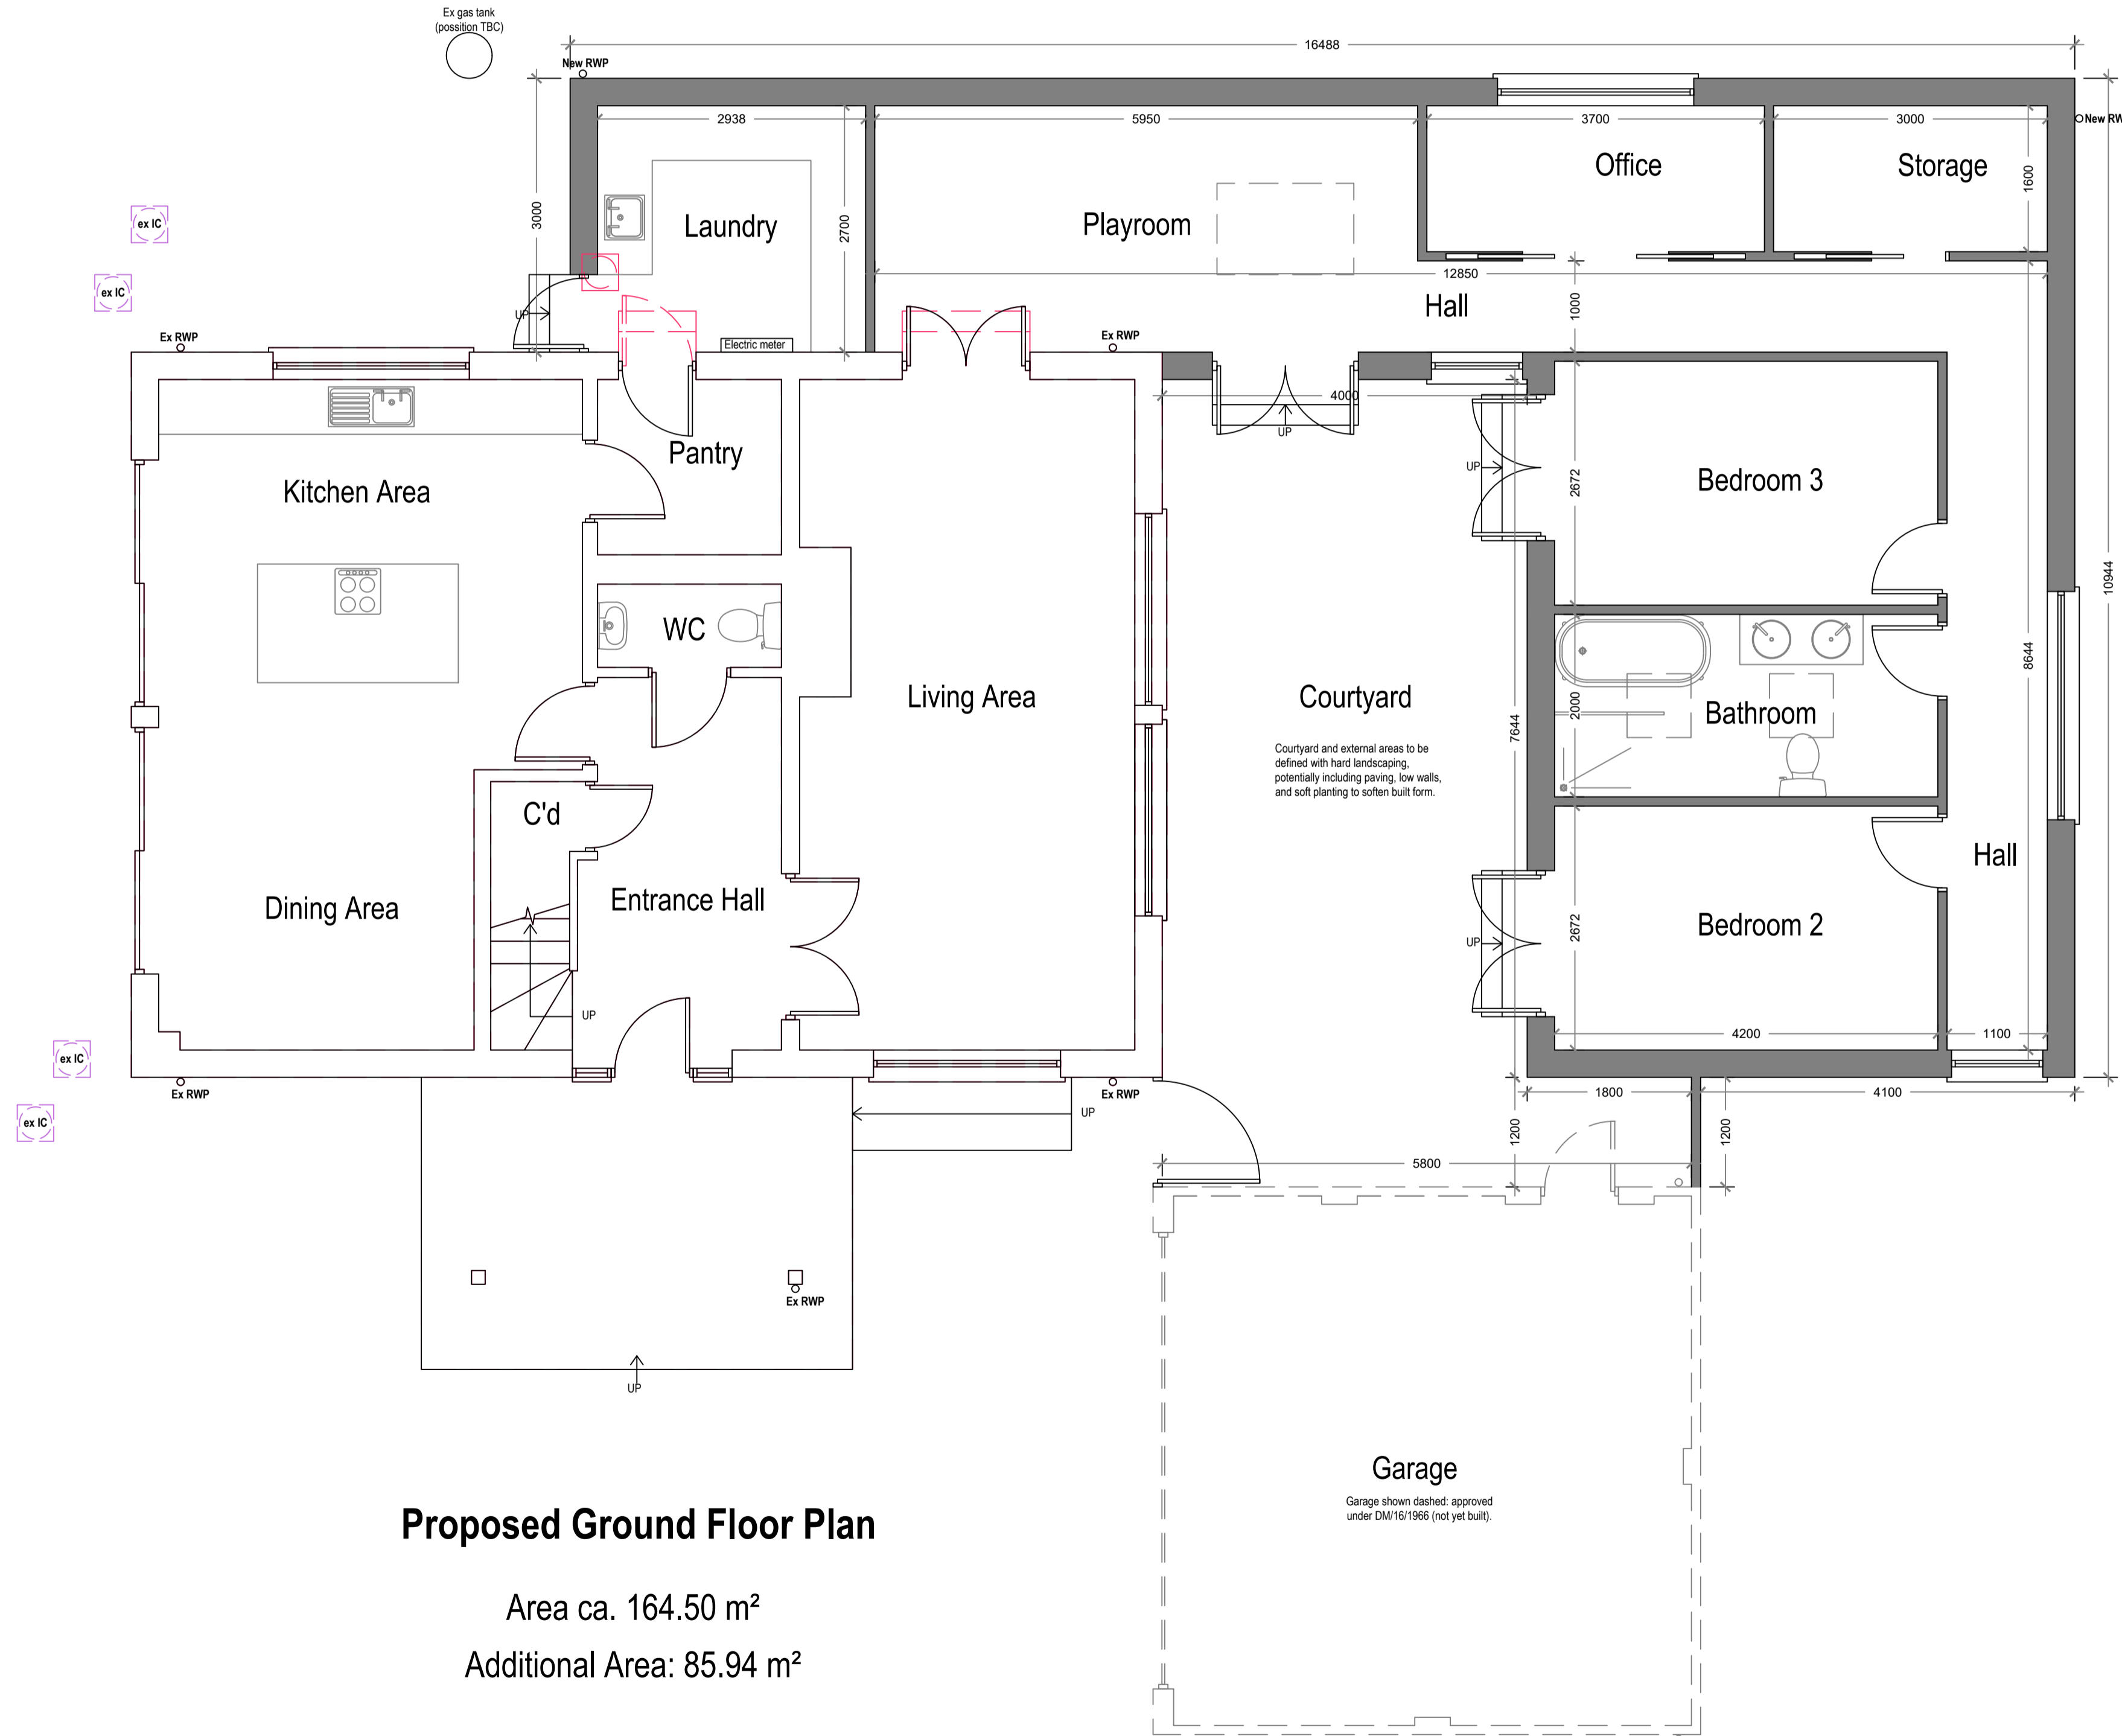 Ex gas tank
(possition TBC)
16488
New RWP
2938
5950
3700
3000
New RW
Office
Storage
1600
ex IC
3000
Laundry
2700
Playroom
12850
ex IC
UP
Hall
1000
Ex RWP
Electric meter
Ex RWP
4000
UP
Pantry
UP
2672
Bedroom 3
Kitchen Area
10944
WC
8644
Living Area
Courtyard
7644
2000
Bathroom
Courtyard and external areas to be
defined with hard landscaping,
potentially including paving, low walls,
and soft planting to soften built form.
C'd
Hall
Dining Area
Entrance Hall
2672
Bedroom 2
UP
UP
4200
1100
ex IC
Ex RWP
Ex RWP
1800
4100
UP
ex IC
1200
1200
5800
Ex RWP
UP
Garage
Garage shown dashed: approved
under DM/16/1966 (not yet built).
Proposed Ground Floor Plan
Area ca. 164.50 m²
Additional Area: 85.94 m²